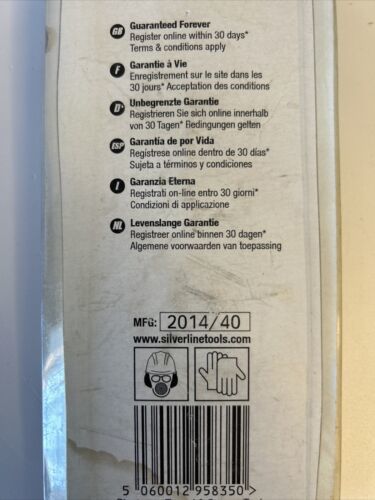 GB Guaranteed Forever
Register online within 30 days*
Terms & conditions apply
F Garantie à Vie
Enregistrement sur le site dans les
30 jours* Acceptation des conditions
D* Unbegrenzte Garantie
Registrieren Sie sich online innerhalb
von 30 Tagen* Bedingungen gelten
ESP Garantía de por Vida
Regístrese online dentro de 30 días*
Sujeta a términos y condiciones
I Garanzia Eterna
Registrati on-line entro 30 giorni*
Condizioni di applicazione
NL Levenslange Garantie
Registreer online binnen 30 dagen*
Algemene voorwaarden van toepassing
MFG: 2014/40
www.silverlinetools.com
5 060012 958350>